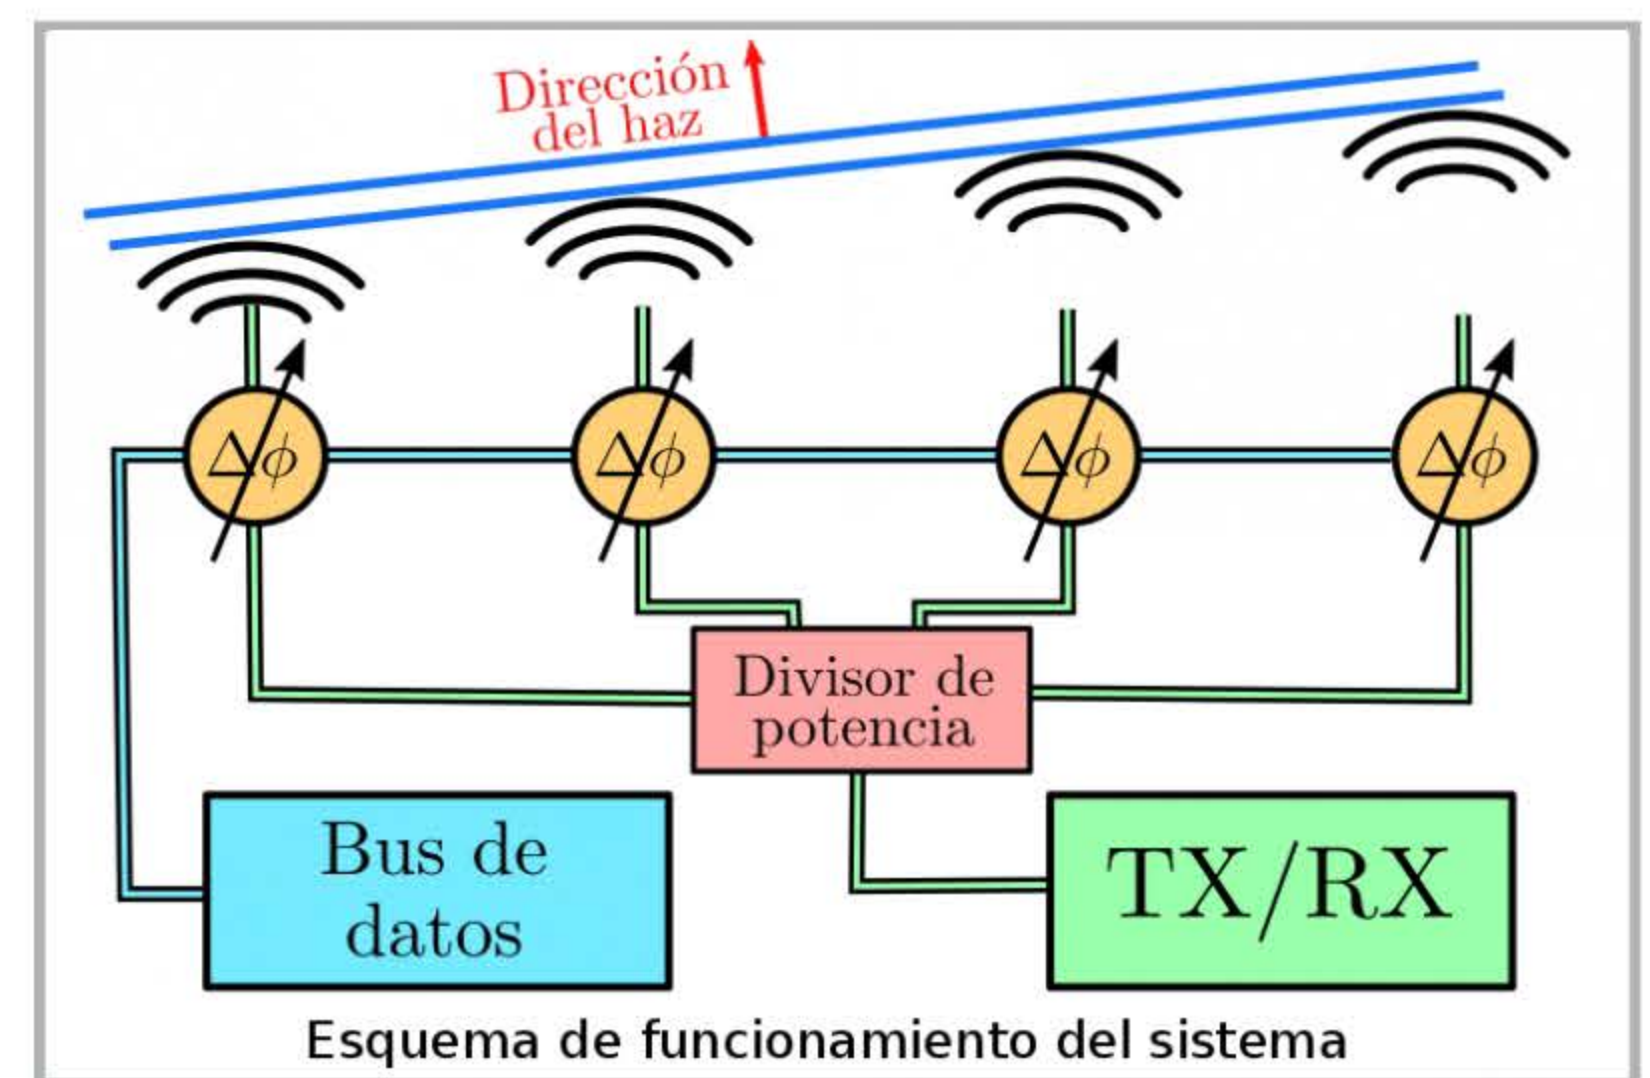 Dirección
del haz
Δϕ
Δϕ
Δϕ
Δϕ
Divisor de
potencia
Bus de
datos
TX/RX
Esquema de funcionamiento del sistema